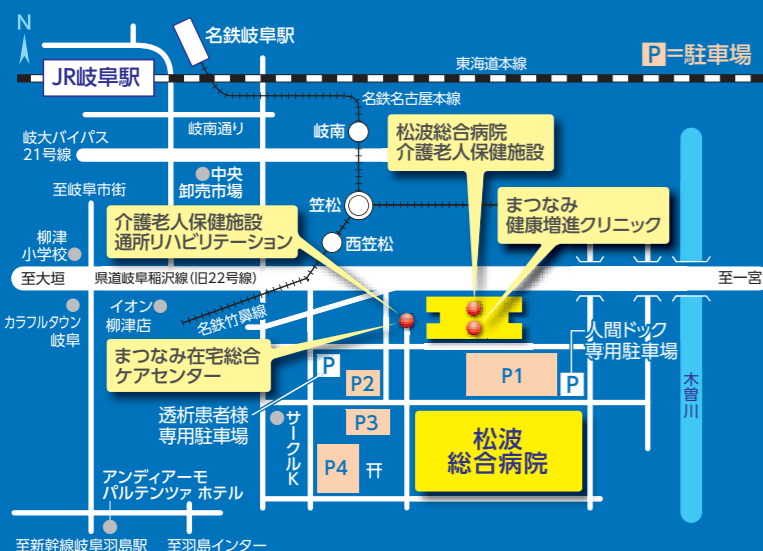 N
名鉄岐阜駅
P=駐車場
JR岐阜駅
東海道本線
名鉄名古屋本線
岐南通り
岐南
岐大バイパス
21号線
松波総合病院
介護老人保健施設
中央
卸売市場
至岐阜市街
笠松
まつなみ
健康増進クリニック
介護老人保健施設
通所リハビリテーション
柳津
小学校
西笠松
至大垣
県道岐阜稲沢線(旧22号線)
至一宮
カラフルタウン
岐阜
イオン
柳津店
名鉄竹鼻線
まつなみ在宅総合
ケアセンター
人間ドック
専用駐車場
P
P1
P
P2
木曽川
透析患者様
専用駐車場
サークルK
P3
松波
総合病院
P4
アンディアーモ
パルテンツァ ホテル
至新幹線岐阜羽島駅
至羽島インター